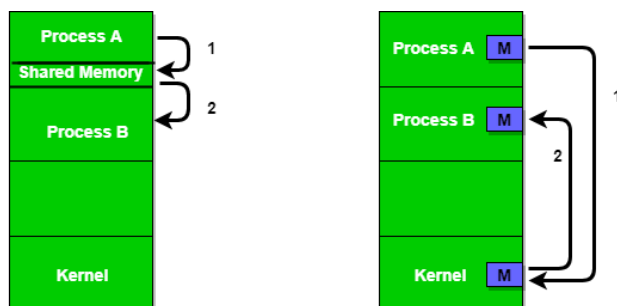 Process A
1
Shared Memory
2
Process B
Kernel
Process A M
1
Process B M
2
Kernel M